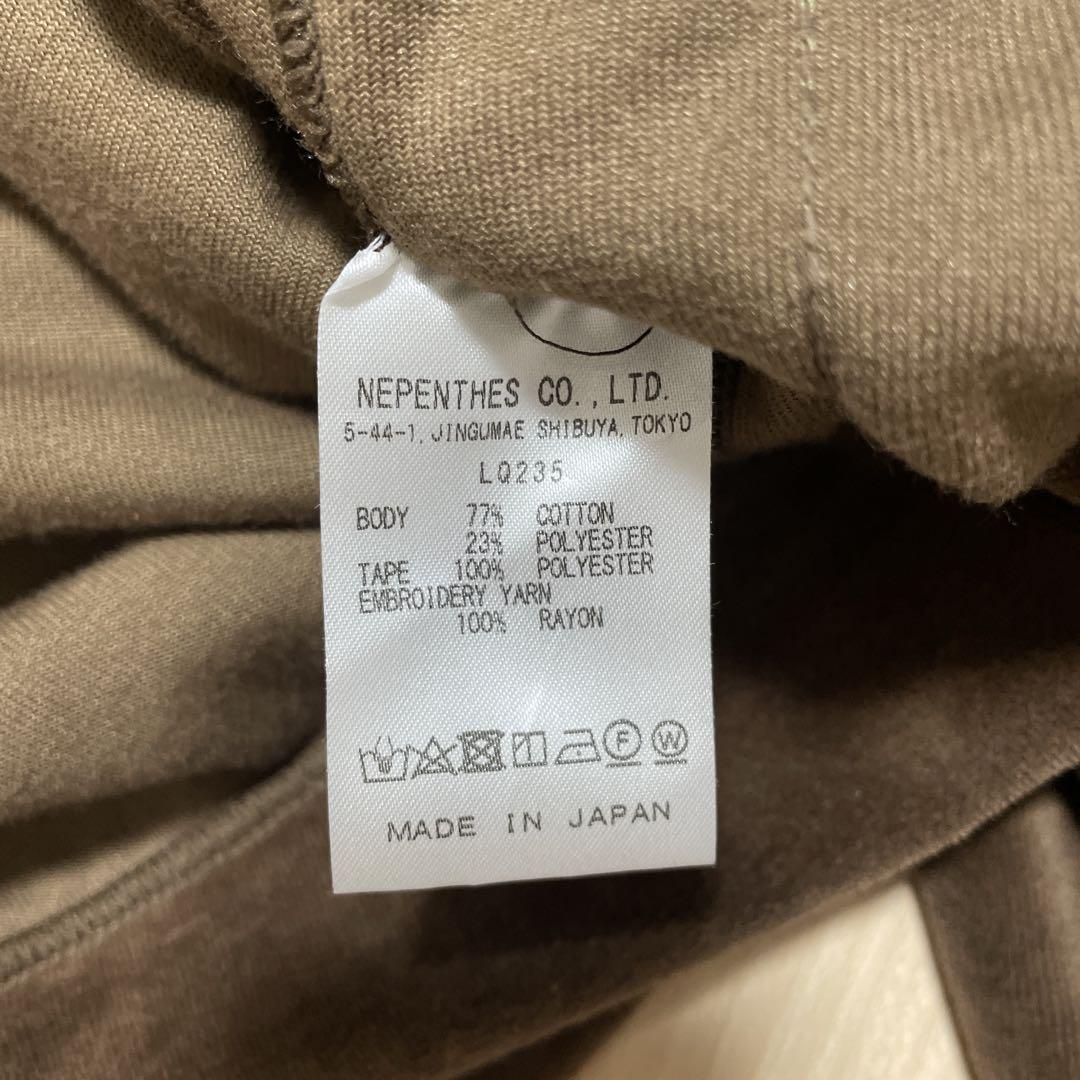 NEPENTHES CO.,LTD.
5-44-1, JINGUMAE SHIBUYA, TOKYO
LQ235
BODY 77% COTTON
23% POLYESTER
TAPE 100% POLYESTER
EMBROIDERY YARN
100% RAYON
F W
MADE IN JAPAN